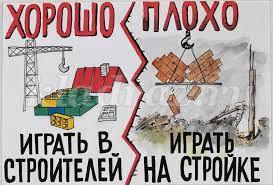 ХОРОШО
ИГРАТЬ В
СТРОИТЕЛЕЙ
ПЛОХО
ИГРАТЬ
НА СТРОЙКЕ